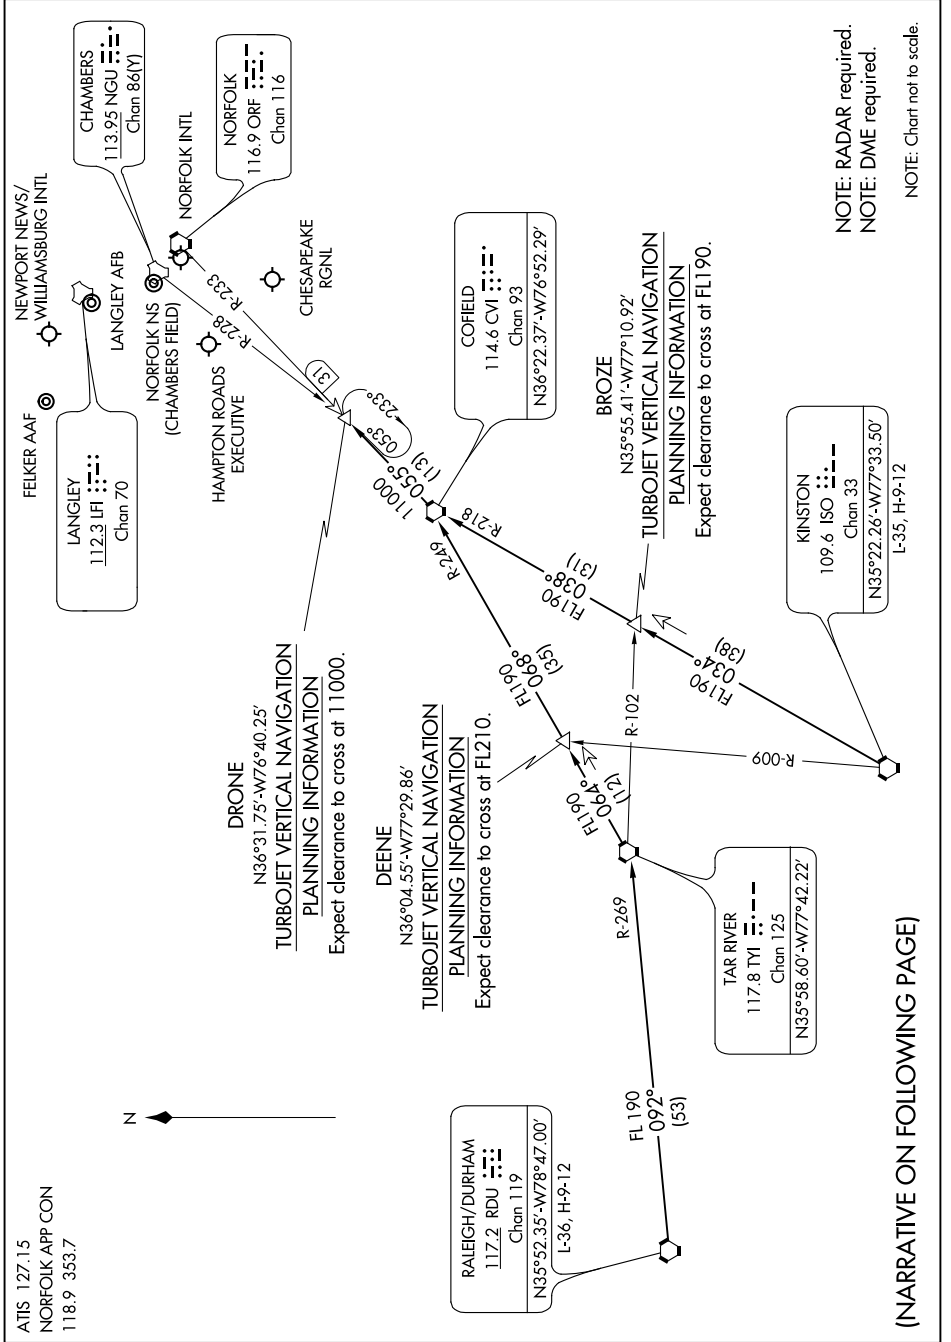 ATIS 127.15
NORFOLK APP CON
118.9 353.7
N
NEWPORT NEWS/
WILLIAMSBURG INTL
FELKER AAF
LANGLEY AFB
LANGLEY
112.3 LFI
Chan 70
CHAMBERS
113.95 NGU
Chan 86(Y)
NORFOLK NS
(CHAMBERS FIELD)
NORFOLK INTL
NORFOLK
116.9 ORF
Chan 116
HAMPTON ROADS
EXECUTIVE
CHESAPEAKE
RGNL
R-233
R-228
31
233°
053°
DRONE
N36°31.75'-W76°40.25'
TURBOJET VERTICAL NAVIGATION
PLANNING INFORMATION
Expect clearance to cross at 11000.
11000
055°
(13)
COFIELD
114.6 CVI
Chan 93
N36°22.37'-W76°52.29'
R-249
R-218
DEENE
N36°04.55'-W77°29.86'
TURBOJET VERTICAL NAVIGATION
PLANNING INFORMATION
Expect clearance to cross at FL210.
FL190
068°
(35)
FL190
038°
(31)
BROZE
N35°55.41'-W77°10.92'
TURBOJET VERTICAL NAVIGATION
PLANNING INFORMATION
Expect clearance to cross at FL190.
FL190
064°
(12)
R-102
R-009
FL190
034°
(38)
KINSTON
109.6 ISO
Chan 33
N35°22.26'-W77°33.50'
L-35, H-9-12
R-269
TAR RIVER
117.8 TYI
Chan 125
N35°58.60'-W77°42.22'
FL 190
092°
(53)
RALEIGH/DURHAM
117.2 RDU
Chan 119
N35°52.35'-W78°47.00'
L-36, H-9-12
NOTE: RADAR required.
NOTE: DME required.
NOTE: Chart not to scale.
(NARRATIVE ON FOLLOWING PAGE)